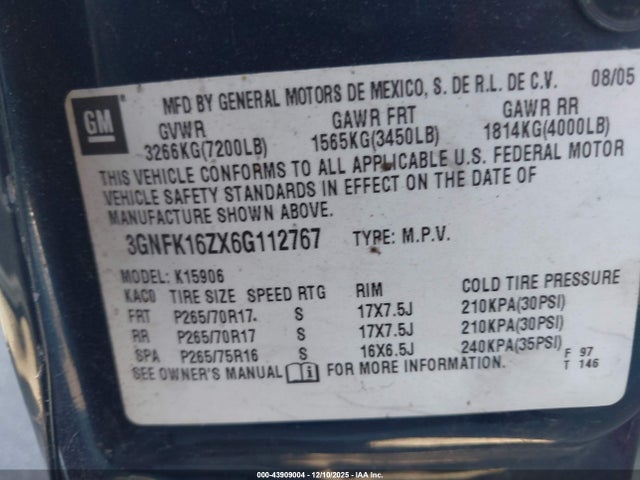 GM
MFD BY GENERAL MOTORS DE MEXICO, S. DE R.L. DE C.V. 08/05
GVWR GAWR FRT GAWR RR
3266KG(7200LB) 1565KG(3450LB) 1814KG(4000LB)
THIS VEHICLE CONFORMS TO ALL APPLICABLE U.S. FEDERAL MOTOR
VEHICLE SAFETY STANDARDS IN EFFECT ON THE DATE OF
MANUFACTURE SHOWN ABOVE.
3GNFK16ZX6G112767 TYPE: M.P.V.
MODEL: K15906
KACO TIRE SIZE SPEED RTG RIM COLD TIRE PRESSURE
FRT P265/70R17. S 17X7.5J 210KPA(30PSI)
RR P265/70R17 S 17X7.5J 210KPA(30PSI)
SPA P265/75R16 S 16X6.5J 240KPA(35PSI)
SEE OWNER'S MANUAL i FOR MORE INFORMATION. F 97
T 146
000-43909004 - 12/10/2025 - IAA Inc.